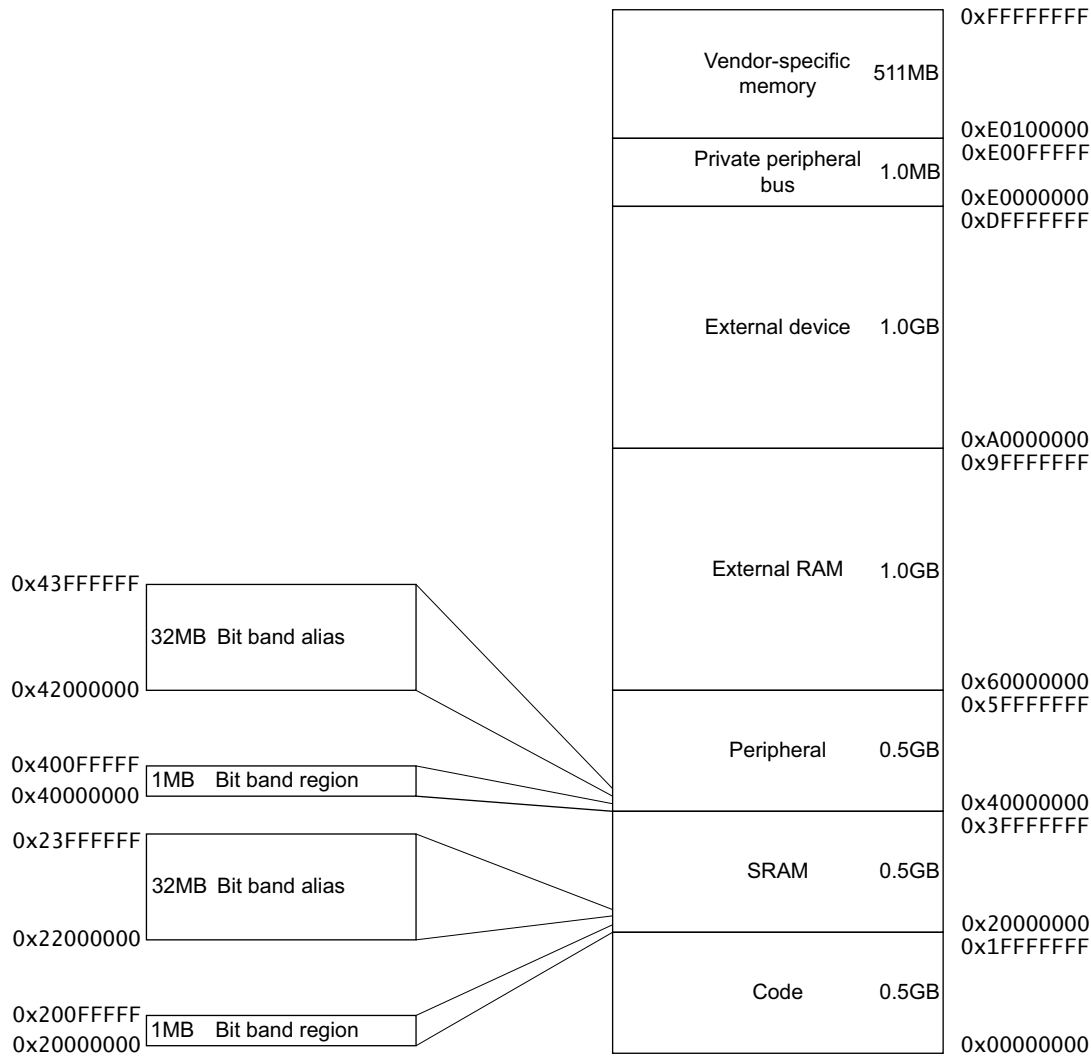 0xFFFFFFFF
Vendor-specific
memory
511MB
0xE0100000
0xE00FFFFF
Private peripheral
bus
1.0MB
0xE0000000
0xDFFFFFFF
External device 1.0GB
0xA0000000
0x9FFFFFFF
External RAM 1.0GB
0x60000000
0x5FFFFFFF
Peripheral 0.5GB
0x40000000
0x3FFFFFFF
SRAM 0.5GB
0x20000000
0x1FFFFFFF
Code 0.5GB
0x00000000
0x43FFFFFF
32MB Bit band alias
0x42000000
0x400FFFFF
1MB Bit band region
0x40000000
0x23FFFFFF
32MB Bit band alias
0x22000000
0x200FFFFF
1MB Bit band region
0x20000000